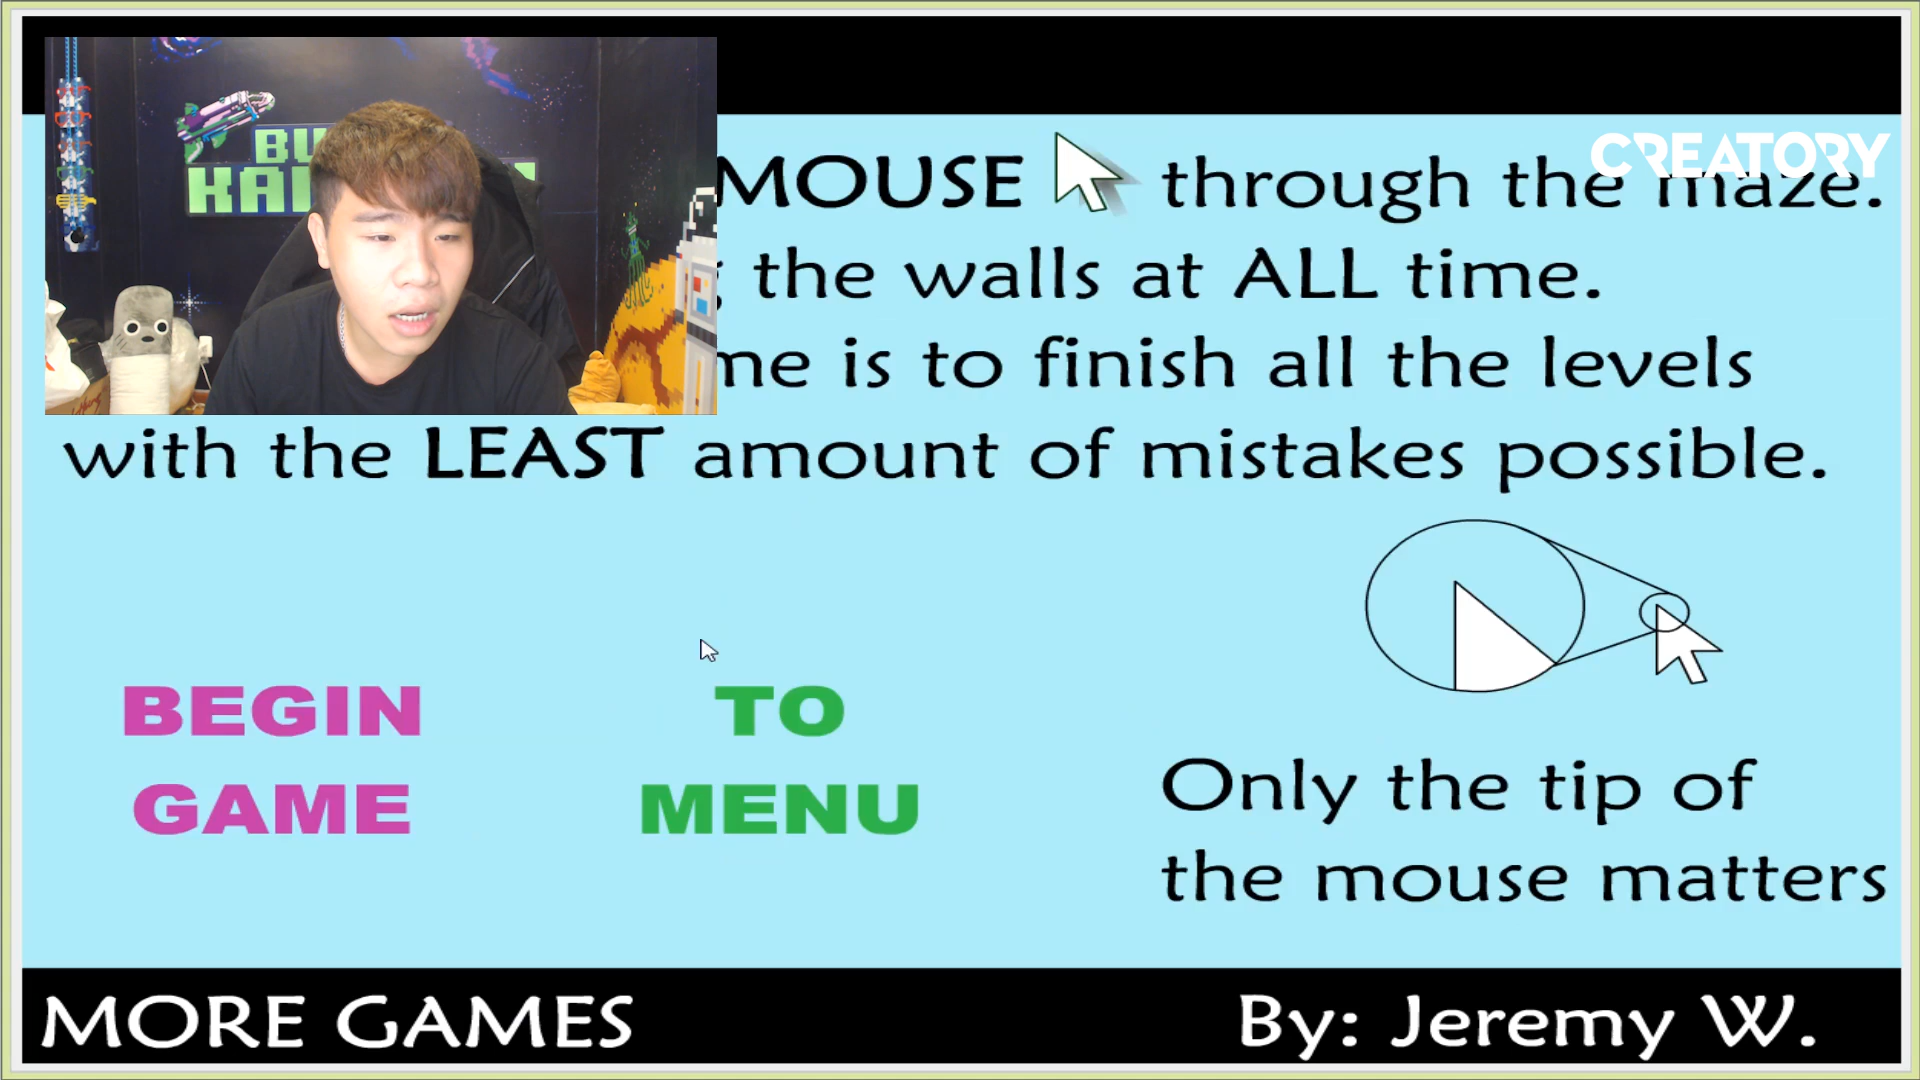 MOUSE through the maze.
CREATORY
the walls at ALL time.
me is to finish all the levels
with the LEAST amount of mistakes possible.
BEGIN
GAME
TO
MENU
Only the tip of
the mouse matters
MORE GAMES
By: Jeremy W.